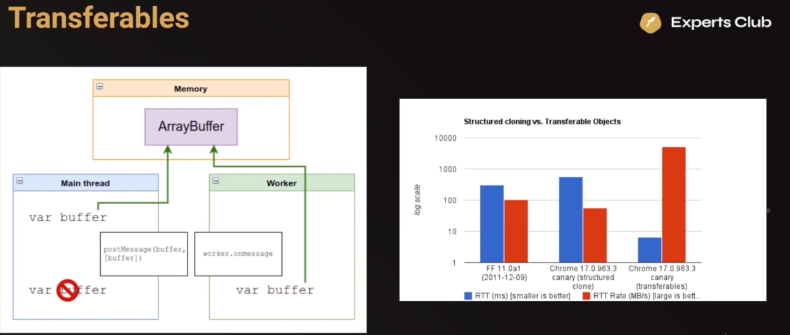 Transferables
Experts Club
Memory
ArrayBuffer
Main thread
Worker
var buffer
postMessage(buffer,
[buffer])
worker.onmessage
var buffer
var buffer
Structured cloning vs. Transferable Objects
10000
1000
100
10
1
log scale
FF 11.0a1
(2011-12-09)
Chrome 17.0.963.3
canary (structured
clone)
Chrome 17.0.963.3
canary
(transferables)
RTT (ms) [smaller is better]
RTT Rate (MB/s) [large is bett...